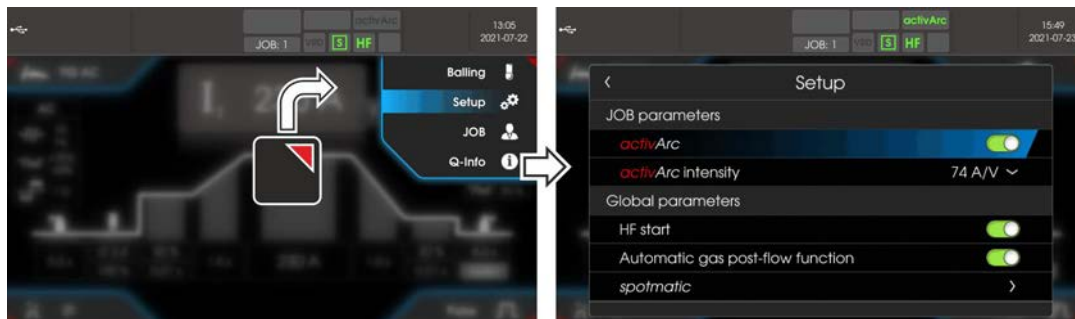 activArc
13:05
JOB: 1 VRD S HF
2021-07-22
Balling
Setup
JOB
Q-Info i
activArc
15:49
JOB: 1 VRD S HF
2021-07-23
Setup
JOB parameters
activArc
activArc intensity 74 A/V
Global parameters
HF start
Automatic gas post-flow function
spotmatic